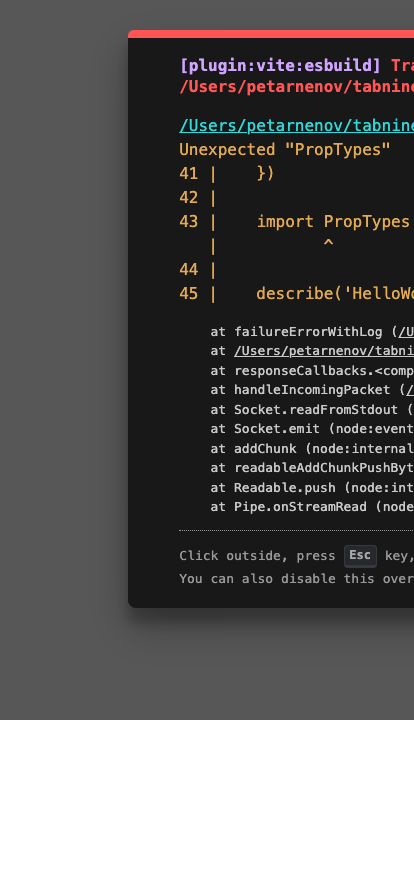 [plugin:vite:esbuild] Tra
/Users/petarnenov/tabnine
/Users/petarnenov/tabnine
Unexpected "PropTypes"
41 |    })
42 |
43 |    import PropTypes
   |           ^
44 |
45 |    describe('HelloWo
at failureErrorWithLog (/U
at /Users/petarnenov/tabni
at responseCallbacks.<comp
at handleIncomingPacket (/
at Socket.readFromStdout (
at Socket.emit (node:event
at addChunk (node:internal
at readableAddChunkPushByt
at Readable.push (node:int
at Pipe.onStreamRead (node
Click outside, press Esc key,
You can also disable this over